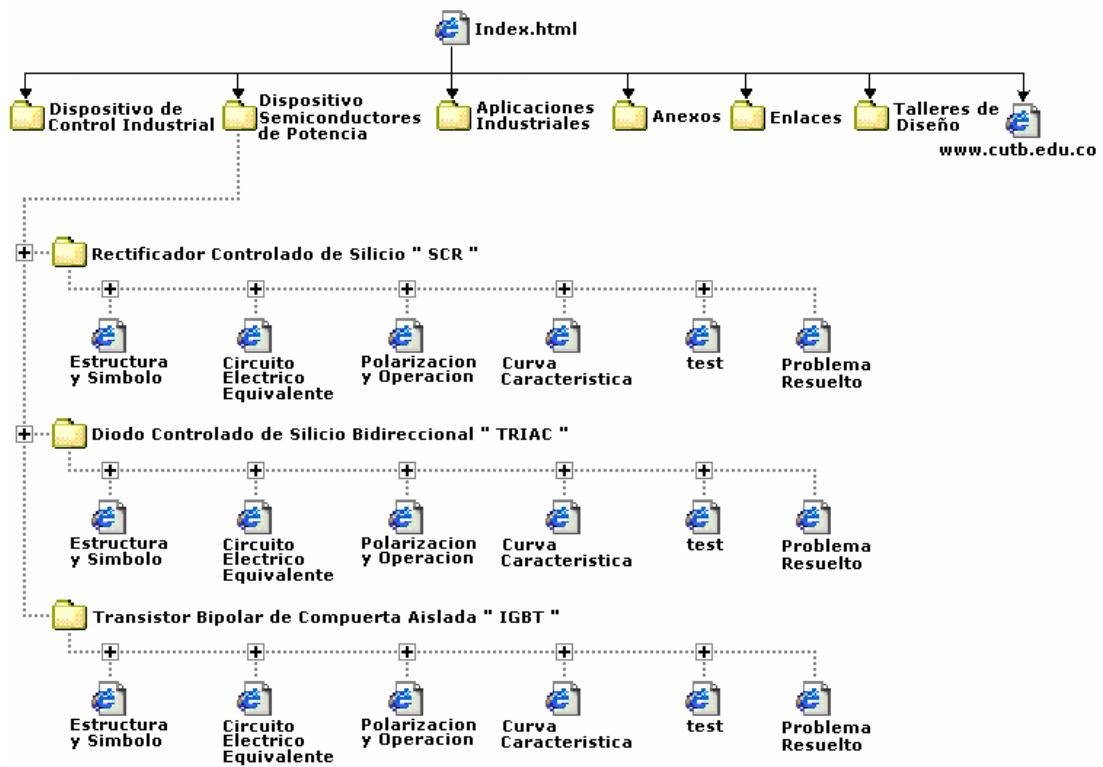 Index.html
Dispositivo de
Control Industrial
Dispositivo
Semiconductores
de Potencia
Aplicaciones
Industriales
Anexos
Enlaces
Talleres de
Diseño
www.cutb.edu.co
Rectificador Controlado de Silicio " SCR "
Estructura
y Simbolo
Circuito
Electrico
Equivalente
Polarizacion
y Operacion
Curva
Caracteristica
test
Problema
Resuelto
Diodo Controlado de Silicio Bidireccional " TRIAC "
Estructura
y Simbolo
Circuito
Electrico
Equivalente
Polarizacion
y Operacion
Curva
Caracteristica
test
Problema
Resuelto
Transistor Bipolar de Compuerta Aislada " IGBT "
Estructura
y Simbolo
Circuito
Electrico
Equivalente
Polarizacion
y Operacion
Curva
Caracteristica
test
Problema
Resuelto